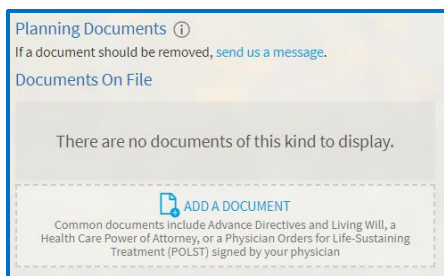 Planning Documents
If a document should be removed, send us a message.
Documents On File
There are no documents of this kind to display.
ADD A DOCUMENT
Common documents include Advance Directives and Living Will, a
Health Care Power of Attorney, or a Physician Orders for Life-Sustaining
Treatment (POLST) signed by your physician